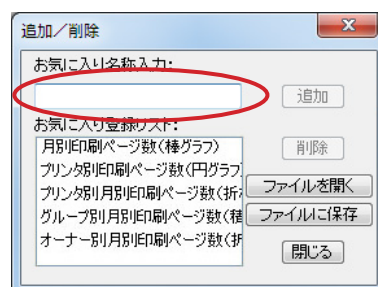 追加／削除
お気に入り名称入力:
追加
お気に入り登録リスト:
月別印刷ページ数(棒グラフ)
プリンタ別印刷ページ数(円グラフ
プリンタ別月別印刷ページ数(折
グループ別月別印刷ページ数(積
オーナー別月別印刷ページ数(折
削除
ファイルを開く
ファイルに保存
閉じる